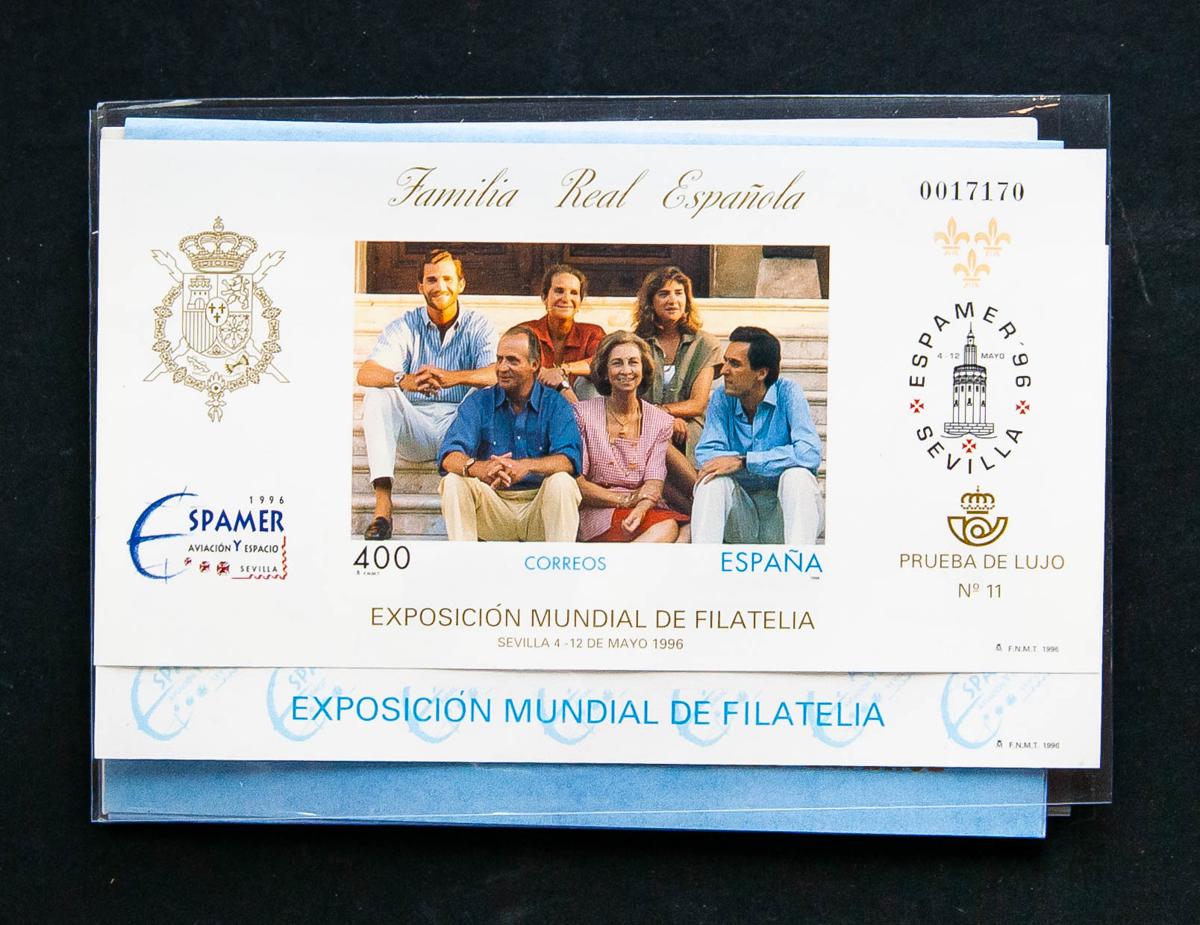 Familia Real Española
0017170
ESPAMER '96
4-12 MAYO
SEVILLA
1996
ESPAMER
AVIACIÓN Y ESPACIO
SEVILLA
400
F.N.M.T.
CORREOS
ESPAÑA
1996
PRUEBA DE LUJO
Nº 11
EXPOSICIÓN MUNDIAL DE FILATELIA
SEVILLA 4-12 DE MAYO 1996
F.N.M.T. 1996
EXPOSICIÓN MUNDIAL DE FILATELIA
F.N.M.T. 1996